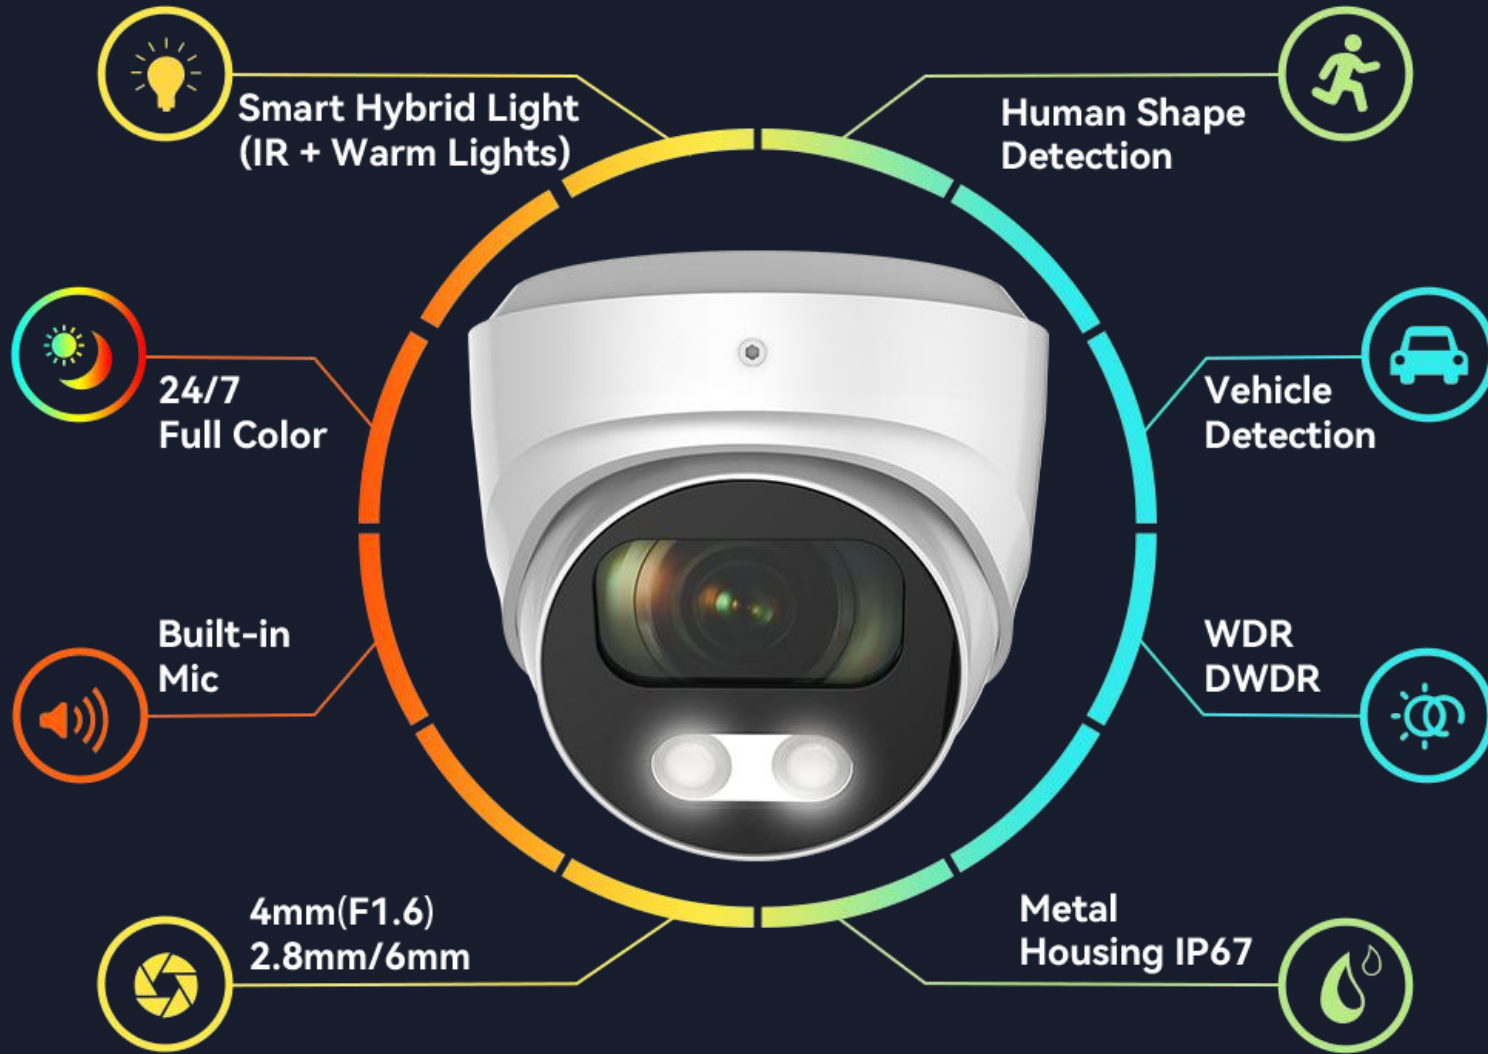 Smart Hybrid Light
(IR + Warm Lights)
Human Shape
Detection
24/7
Full Color
Vehicle
Detection
Built-in
Mic
WDR
DWDR
4mm(F1.6)
2.8mm/6mm
Metal
Housing IP67